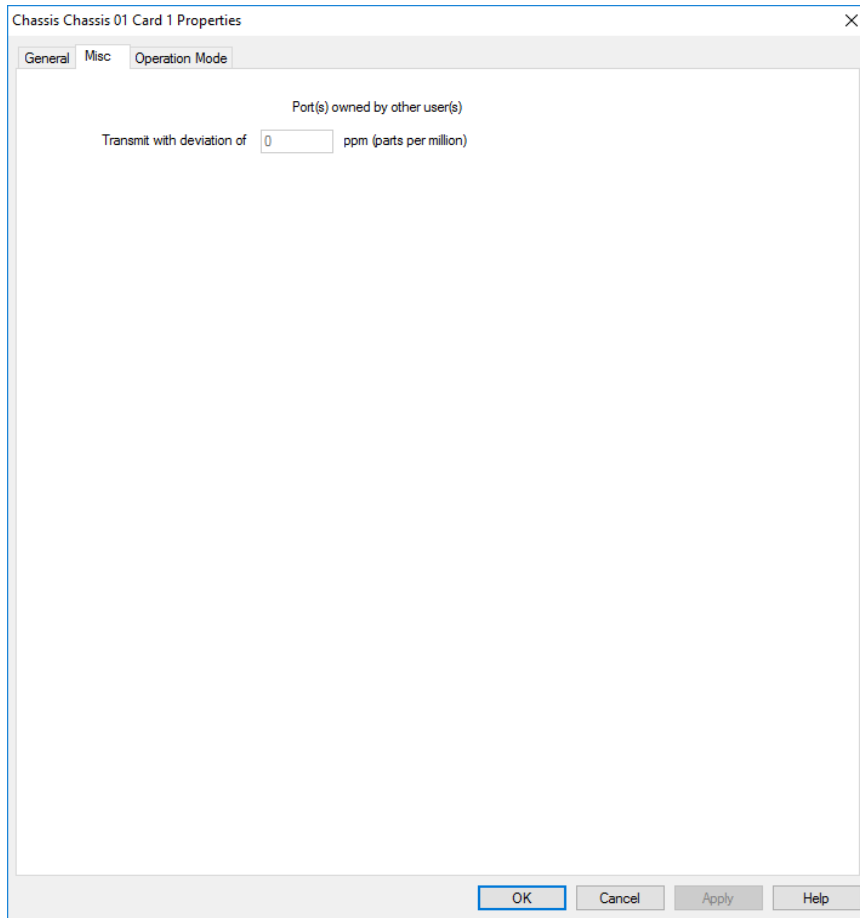 Chassis Chassis 01 Card 1 Properties
General Misc Operation Mode
Port(s) owned by other user(s)
Transmit with deviation of 0 ppm (parts per million)
OK Cancel Apply Help